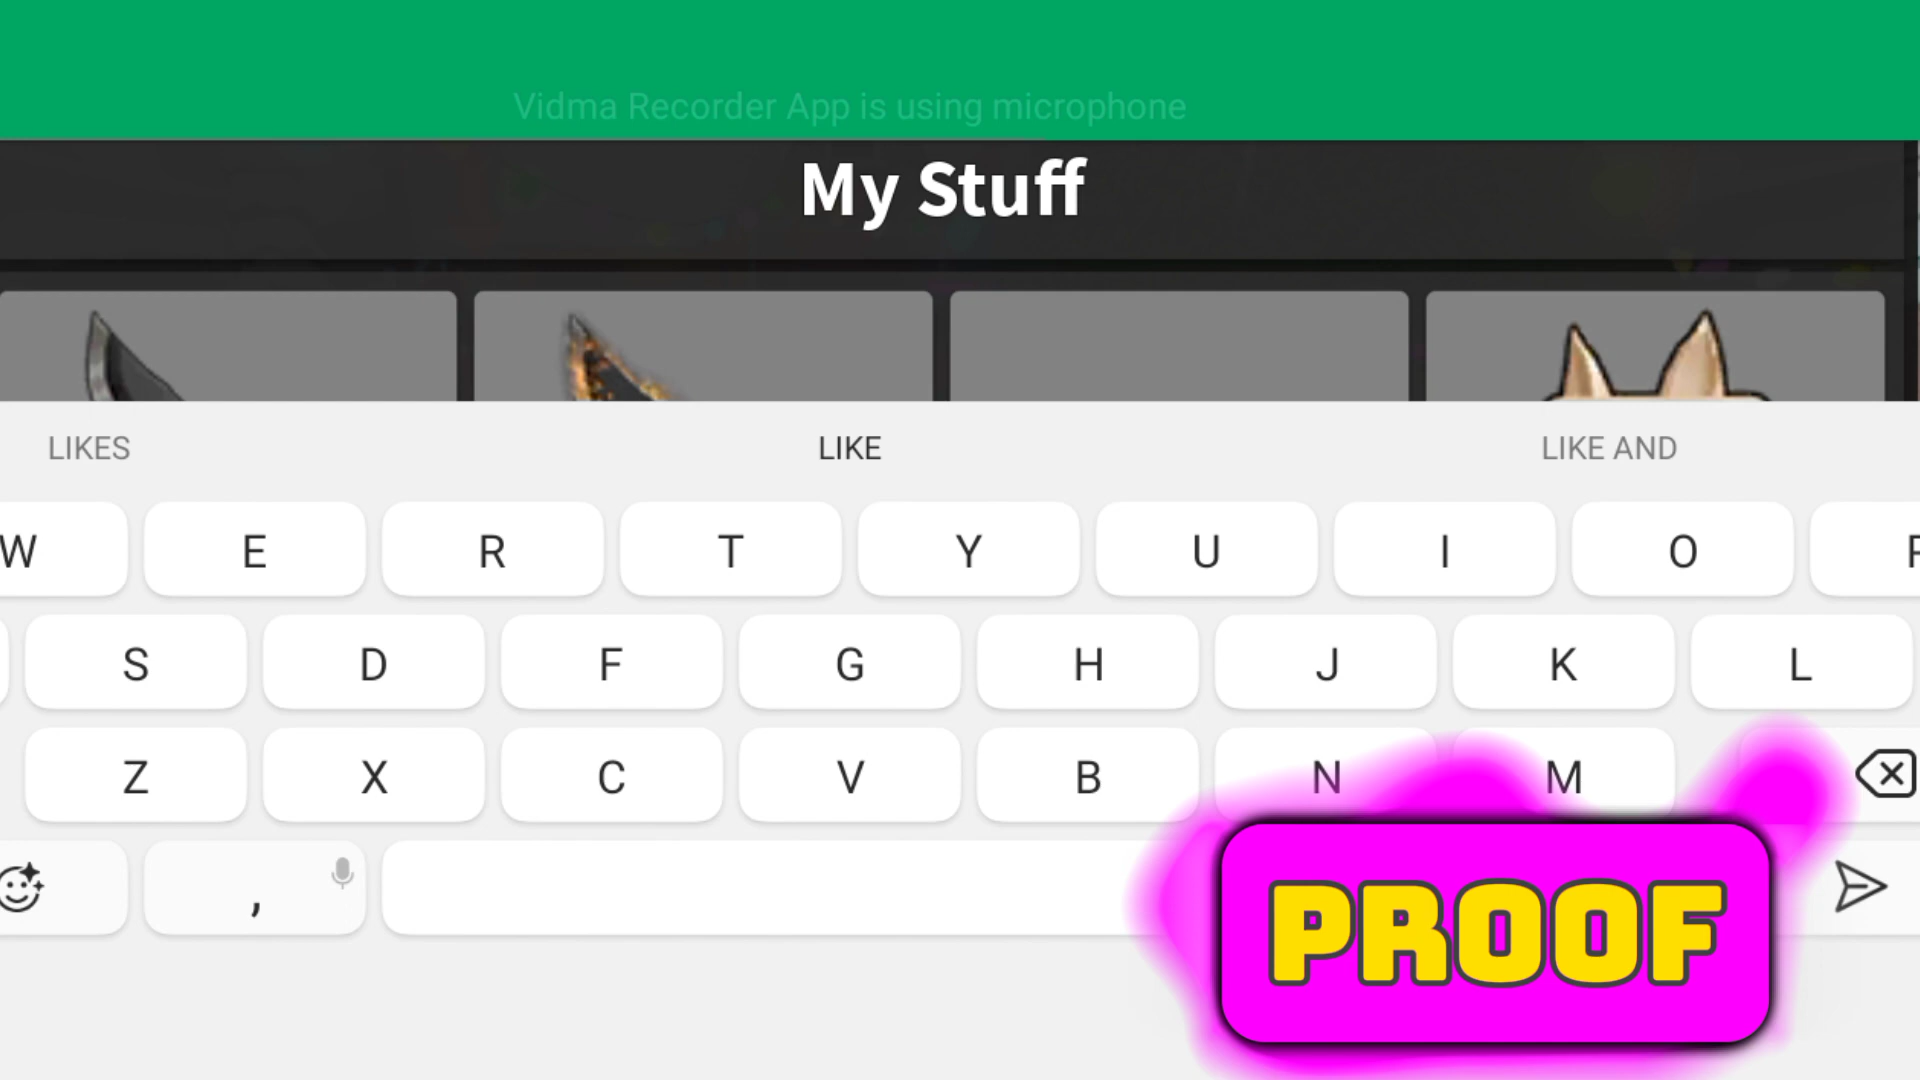 Vidma Recorder App is using microphone
My Stuff
LIKES LIKE LIKE AND
W E R T Y U I O P
S D F G H J K L
Z X C V B N M
,
PROOF